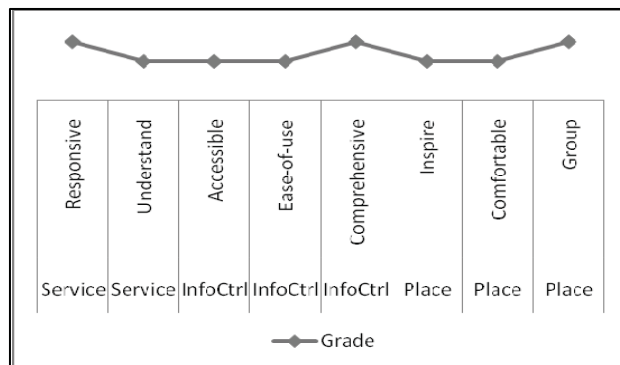 Responsive
Understand
Accessible
Ease-of-use
Comprehensive
Inspire
Comfortable
Group
Service Service InfoCtrl InfoCtrl InfoCtrl Place Place Place
Grade